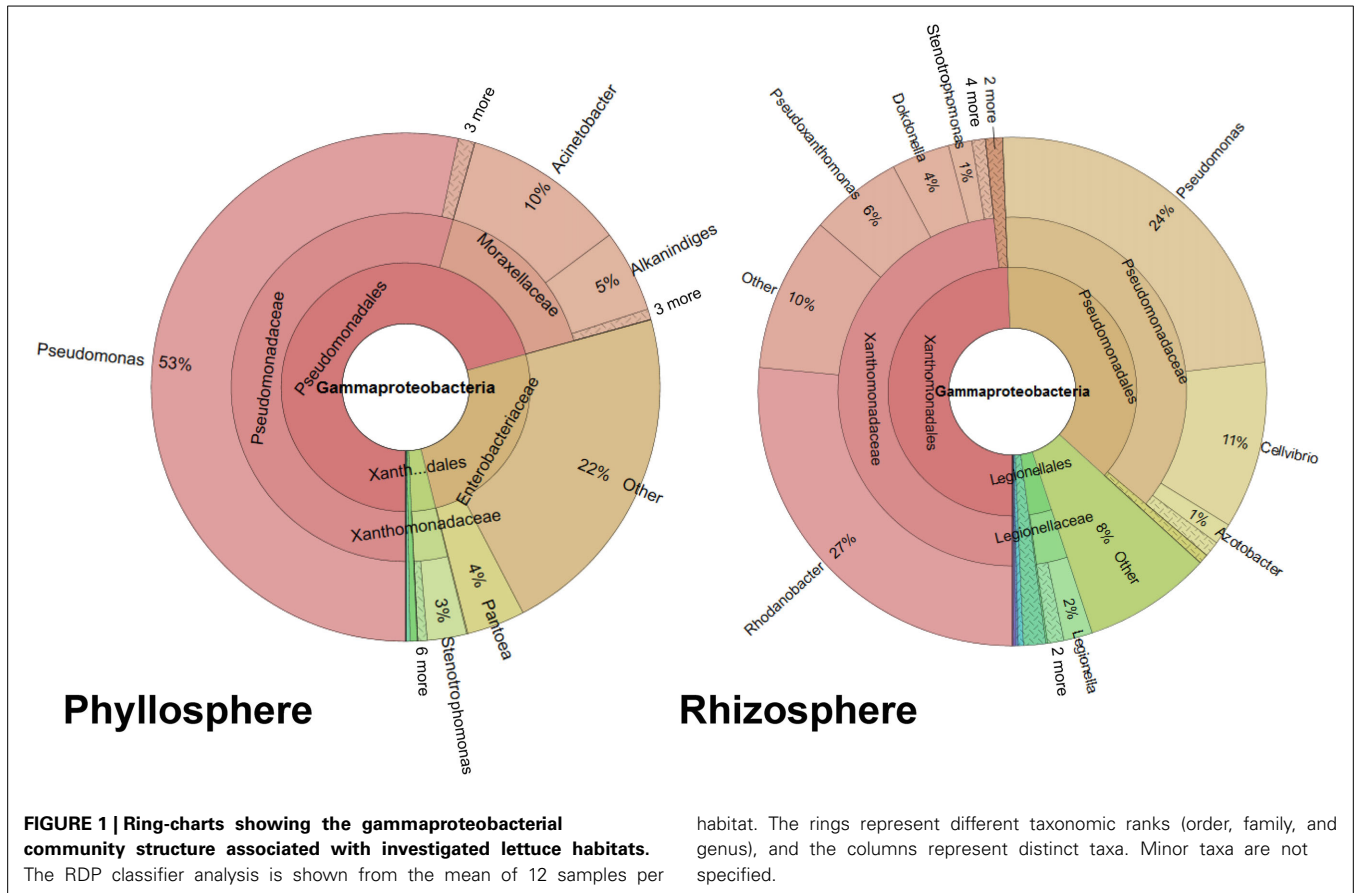 3 more
Acinetobacter
10%
Alkanindiges
5%
3 more
Moraxellaceae
Pseudomonadaceae
Pseudomonadales
Pseudomonas 53%
Gammaproteobacteria
Enterobacteriaceae
22%
Other
Xanth...dales
Xanthomonadaceae
4%
Pantoea
3%
Stenotrophomonas
6 more
Phyllosphere
Stenotrophomonas
4 more
2 more
Dokdonella
Pseudoxanthomonas
1%
4%
6%
Other
10%
Pseudomonas
24%
Pseudomonadaceae
Pseudomonadales
Xanthomonadaceae
Xanthomonadales
Gammaproteobacteria
11%
Cellvibrio
1%
Azotobacter
Legionellales
Legionellaceae
8%
Other
27%
Rhodanobacter
2%
Legionella
2 more
Rhizosphere
FIGURE 1 | Ring-charts showing the gammaproteobacterial
community structure associated with investigated lettuce habitats.
The RDP classifier analysis is shown from the mean of 12 samples per
habitat. The rings represent different taxonomic ranks (order, family, and
genus), and the columns represent distinct taxa. Minor taxa are not
specified.